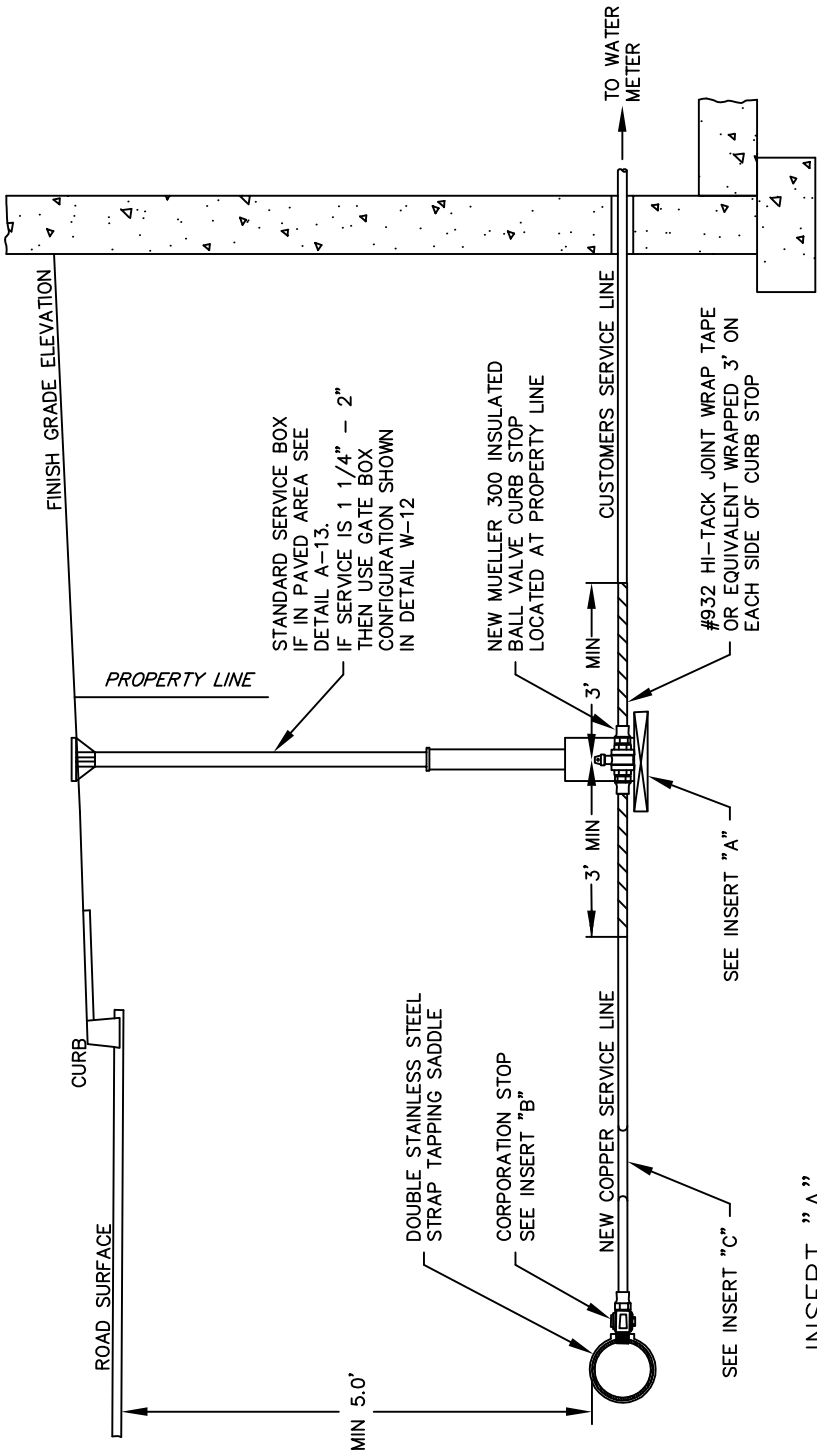 TO WATER
METER
FINISH GRADE ELEVATION
STANDARD SERVICE BOX
IF IN PAVED AREA SEE
DETAIL A-13.
IF SERVICE IS 1 1/4" - 2"
THEN USE GATE BOX
CONFIGURATION SHOWN
IN DETAIL W-12
PROPERTY LINE
NEW MUELLER 300 INSULATED
BALL VALVE CURB STOP
LOCATED AT PROPERTY LINE
CUSTOMERS SERVICE LINE
#932 HI-TACK JOINT WRAP TAPE
OR EQUIVALENT WRAPPED 3' ON
EACH SIDE OF CURB STOP
3' MIN
3' MIN
SEE INSERT "A"
CURB
ROAD SURFACE
DOUBLE STAINLESS STEEL
STRAP TAPPING SADDLE
CORPORATION STOP
SEE INSERT "B"
NEW COPPER SERVICE LINE
SEE INSERT "C"
MIN 5.0'
INSERT "A"